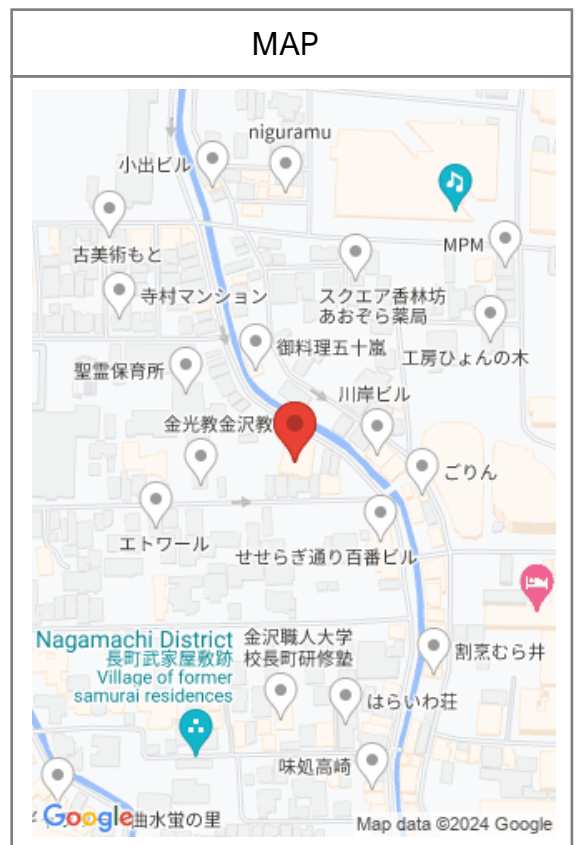 MAP
niguramu
小出ビル
古美術もと
MPM
寺村マンション
スクエア香林坊
あおぞら薬局
御料理五十嵐
工房ひょんの木
聖霊保育所
川岸ビル
金光教金沢教
ごりん
エトワール
せせらぎ通り百番ビル
Nagamachi District
長町武家屋敷跡
Village of former
samurai residences
金沢職人大学
校長町研修塾
割烹むら井
はらいわ荘
味処高崎
Google
曲水蛍の里
Map data ©2024 Google